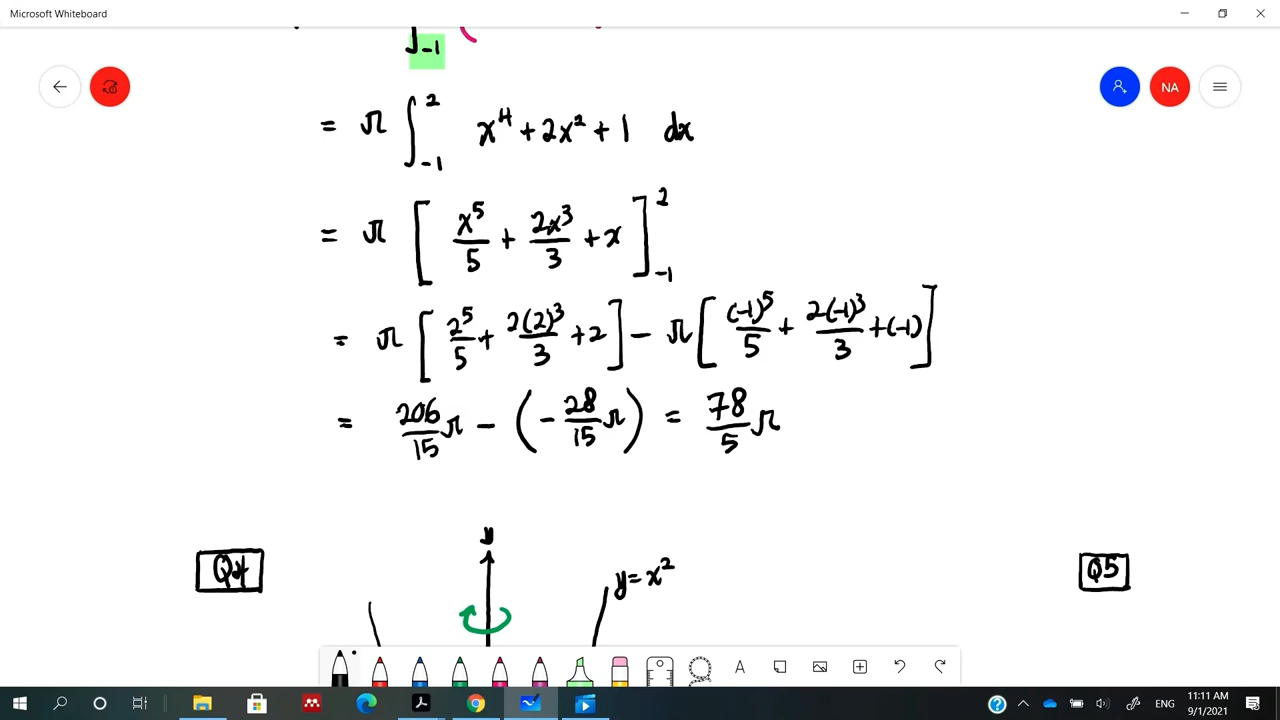 Microsoft Whiteboard
∫_{-1} (
NA
= π ∫_{-1}^{2} x⁴ + 2x² + 1 dx
= π [ x⁵/5 + 2x³/3 + x ]_{-1}^{2}
= π [ 2⁵/5 + 2(2)³/3 + 2 ] − π [ (-1)⁵/5 + 2(-1)³/3 + (-1) ]
= 206/15 π − ( − 28/15 π ) = 78/5 π
Q4
y
y = x²
Q5
A
ENG
11:11 AM
9/1/2021